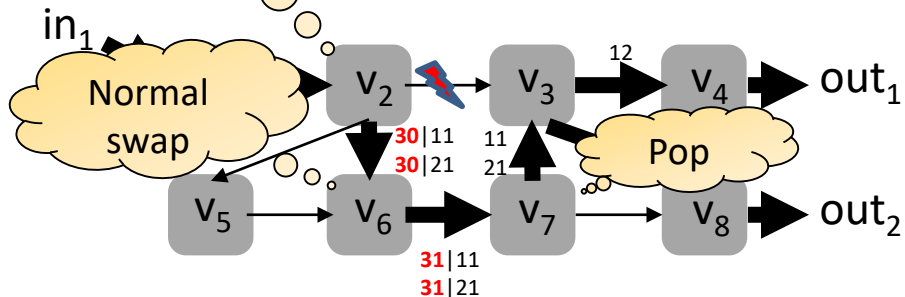 in₁
12
v₂
v₃
v₄
out₁
Normal
swap
30|11
30|21
11
21
Pop
v₅
v₆
v₇
v₈
out₂
31|11
31|21